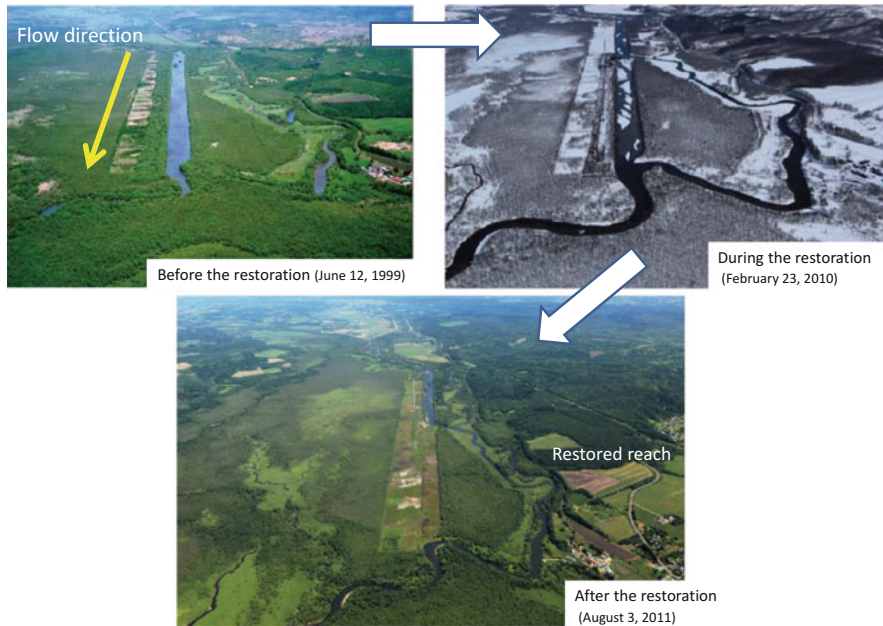 Flow direction
Before the restoration (June 12, 1999)
During the restoration
(February 23, 2010)
Restored reach
After the restoration
(August 3, 2011)